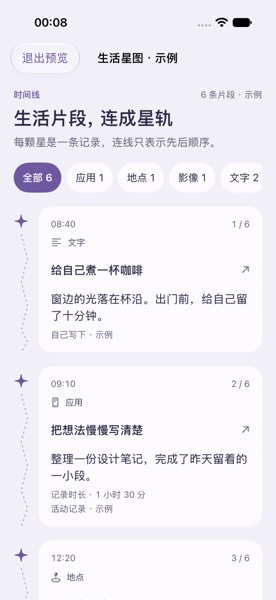 00:08
退出预览 生活星图 · 示例
时间线 6 条片段 · 示例
生活片段, 连成星轨
每颗星是一条记录，连线只表示先后顺序。
全部 6 应用 1 地点 1 影像 1 文字 2
08:40 1 / 6
文字
给自己煮一杯咖啡
窗边的光落在杯沿。出门前，给自己留
了十分钟。
自己写下 · 示例
09:10 2 / 6
应用
把想法慢慢写清楚
整理一份设计笔记，完成了昨天留着的
一小段。
记录时长 · 1 小时 30 分
活动记录 · 示例
12:20 3 / 6
地点